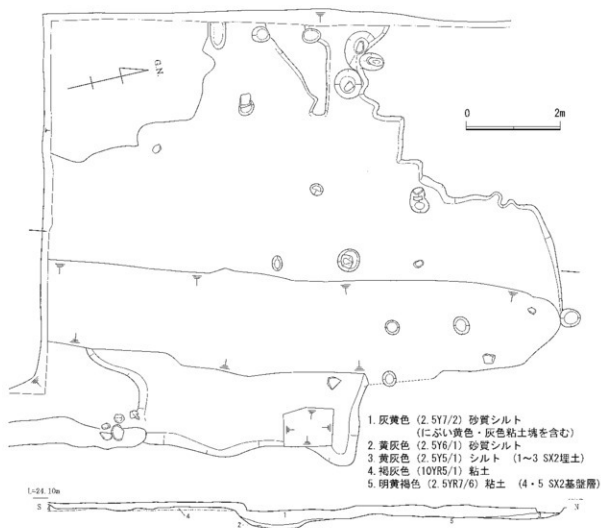 G.N.
0 2m
1. 灰黄色 (2.5Y7/2) 砂質シルト
(にぶい黄色・灰色粘土塊を含む)
2. 黄灰色 (2.5Y6/1) 砂質シルト
3. 黄灰色 (2.5Y5/1) シルト (1～3 SX2埋土)
4. 褐灰色 (10YR5/1) 粘土
5. 明黄褐色 (2.5YR7/6) 粘土 (4・5 SX2基盤層)
L=24.10m
S N
1
4
2 5